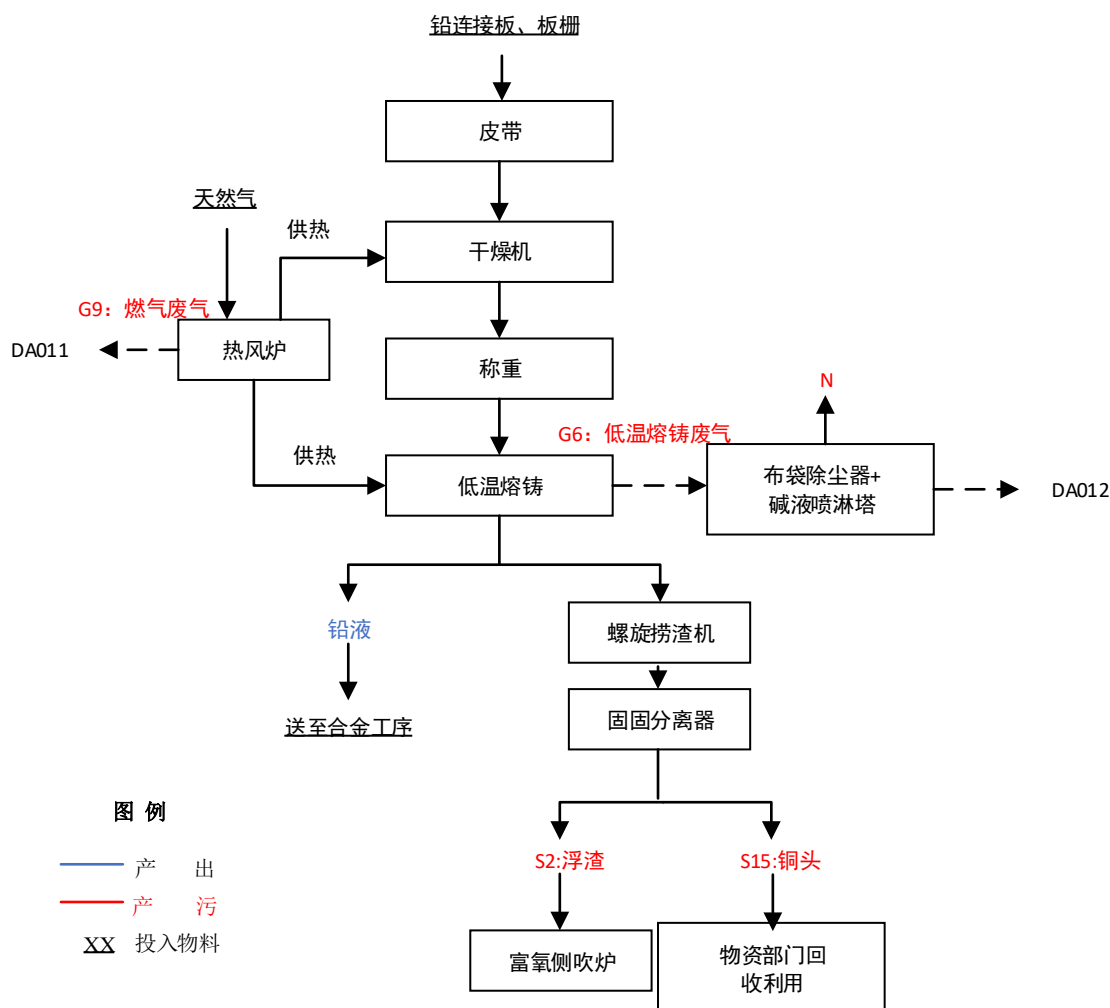 铅连接板、板栅
皮带
天然气
供热
干燥机
G9：燃气废气
DA011
热风炉
称重
N
G6：低温熔铸废气
供热
低温熔铸
布袋除尘器+
碱液喷淋塔
DA012
铅液
螺旋捞渣机
送至合金工序
固固分离器
图 例
产 出
产 污
XX 投入物料
S2:浮渣
S15:铜头
富氧侧吹炉
物资部门回
收利用